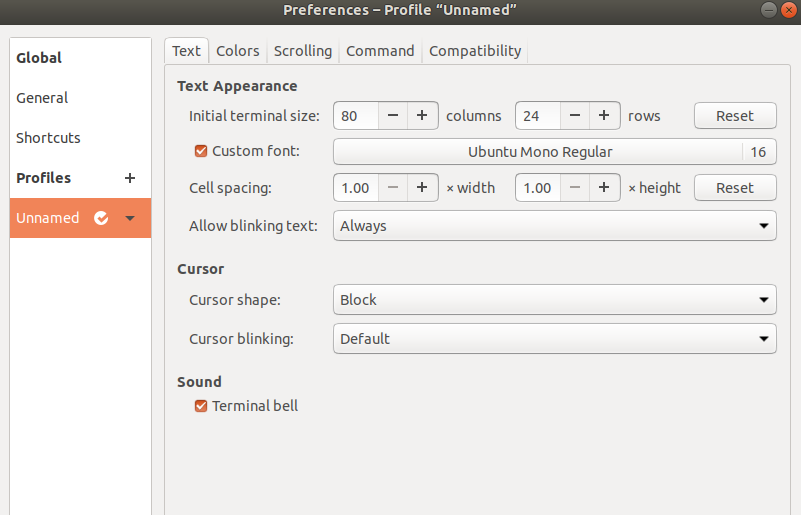 Preferences – Profile “Unnamed”
Global
General
Shortcuts
Profiles
Unnamed
Text Colors Scrolling Command Compatibility
Text Appearance
Initial terminal size: 80 columns 24 rows Reset
Custom font: Ubuntu Mono Regular 16
Cell spacing: 1.00 × width 1.00 × height Reset
Allow blinking text: Always
Cursor
Cursor shape: Block
Cursor blinking: Default
Sound
Terminal bell